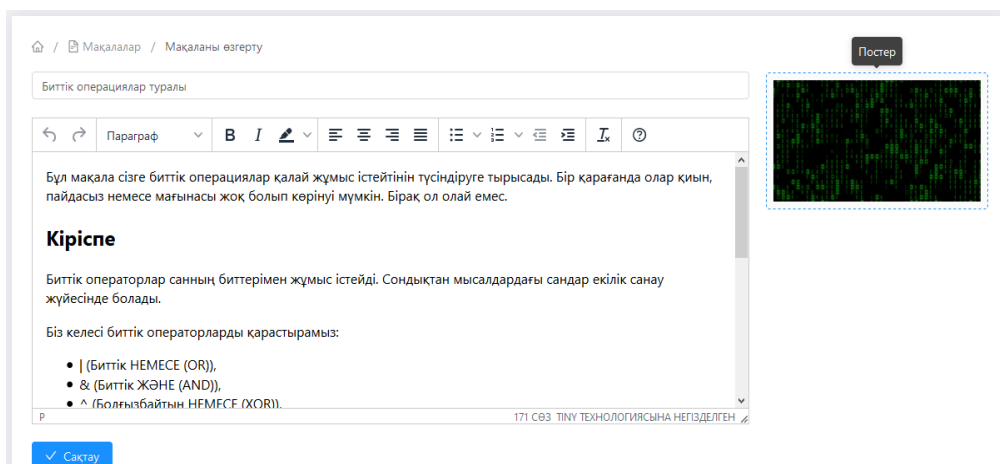 / Мақалалар / Мақаланы өзгерту
Постер
Биттік операциялар туралы
Параграф
Бұл мақала сізге биттік операциялар қалай жұмыс істейтінін түсіндіруге тырысады. Бір қарағанда олар қиын,
пайдасыз немесе мағынасы жоқ болып көрінуі мүмкін. Бірақ ол олай емес.
Кіріспе
Биттік операторлар санның биттерімен жұмыс істейді. Сондықтан мысалдардағы сандар екілік санау
жүйесінде болады.
Біз келесі биттік операторларды қарастырамыз:
• | (Биттік НЕМЕСЕ (OR)),
• & (Биттік ЖӘНЕ (AND)),
• ^ (Болғызбайтын НЕМЕСЕ (XOR)),
P
171 СӨЗ TINY ТЕХНОЛОГИЯСЫНА НЕГІЗДЕЛГЕН
Сақтау